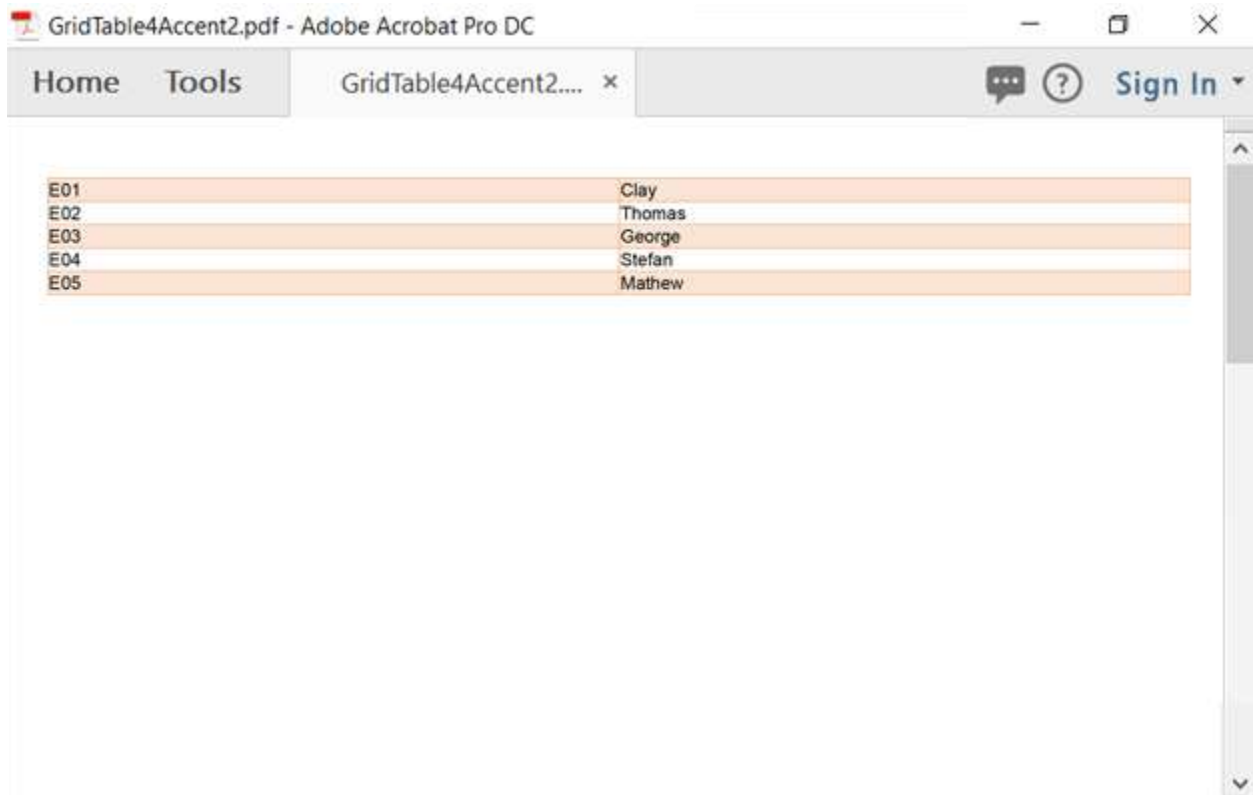 GridTable4Accent2.pdf - Adobe Acrobat Pro DC
Home Tools GridTable4Accent2.... × ? Sign In
E01 Clay
E02 Thomas
E03 George
E04 Stefan
E05 Mathew